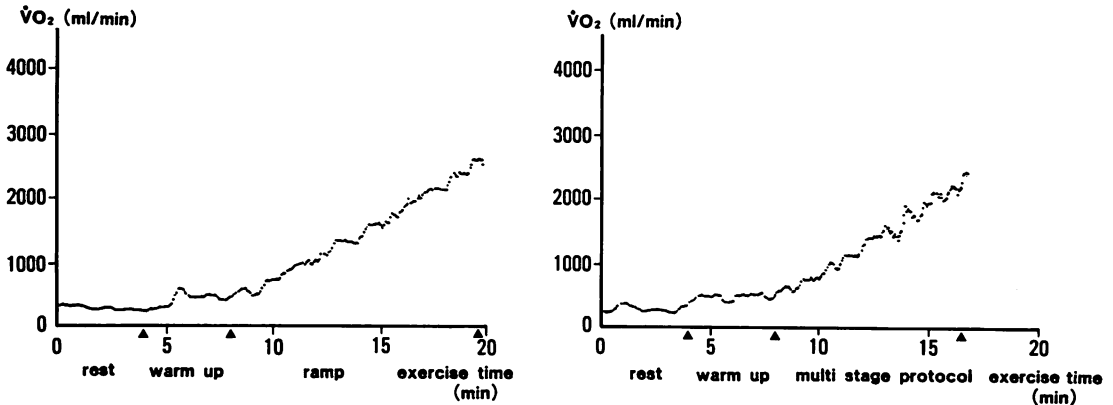 V̇O₂ (ml/min)
4000
3000
2000
1000
0
0 5 10 15 20
rest warm up ramp exercise time
(min)
V̇O₂ (ml/min)
4000
3000
2000
1000
0
0 5 10 15 20
rest warm up multi stage protocol exercise time
(min)